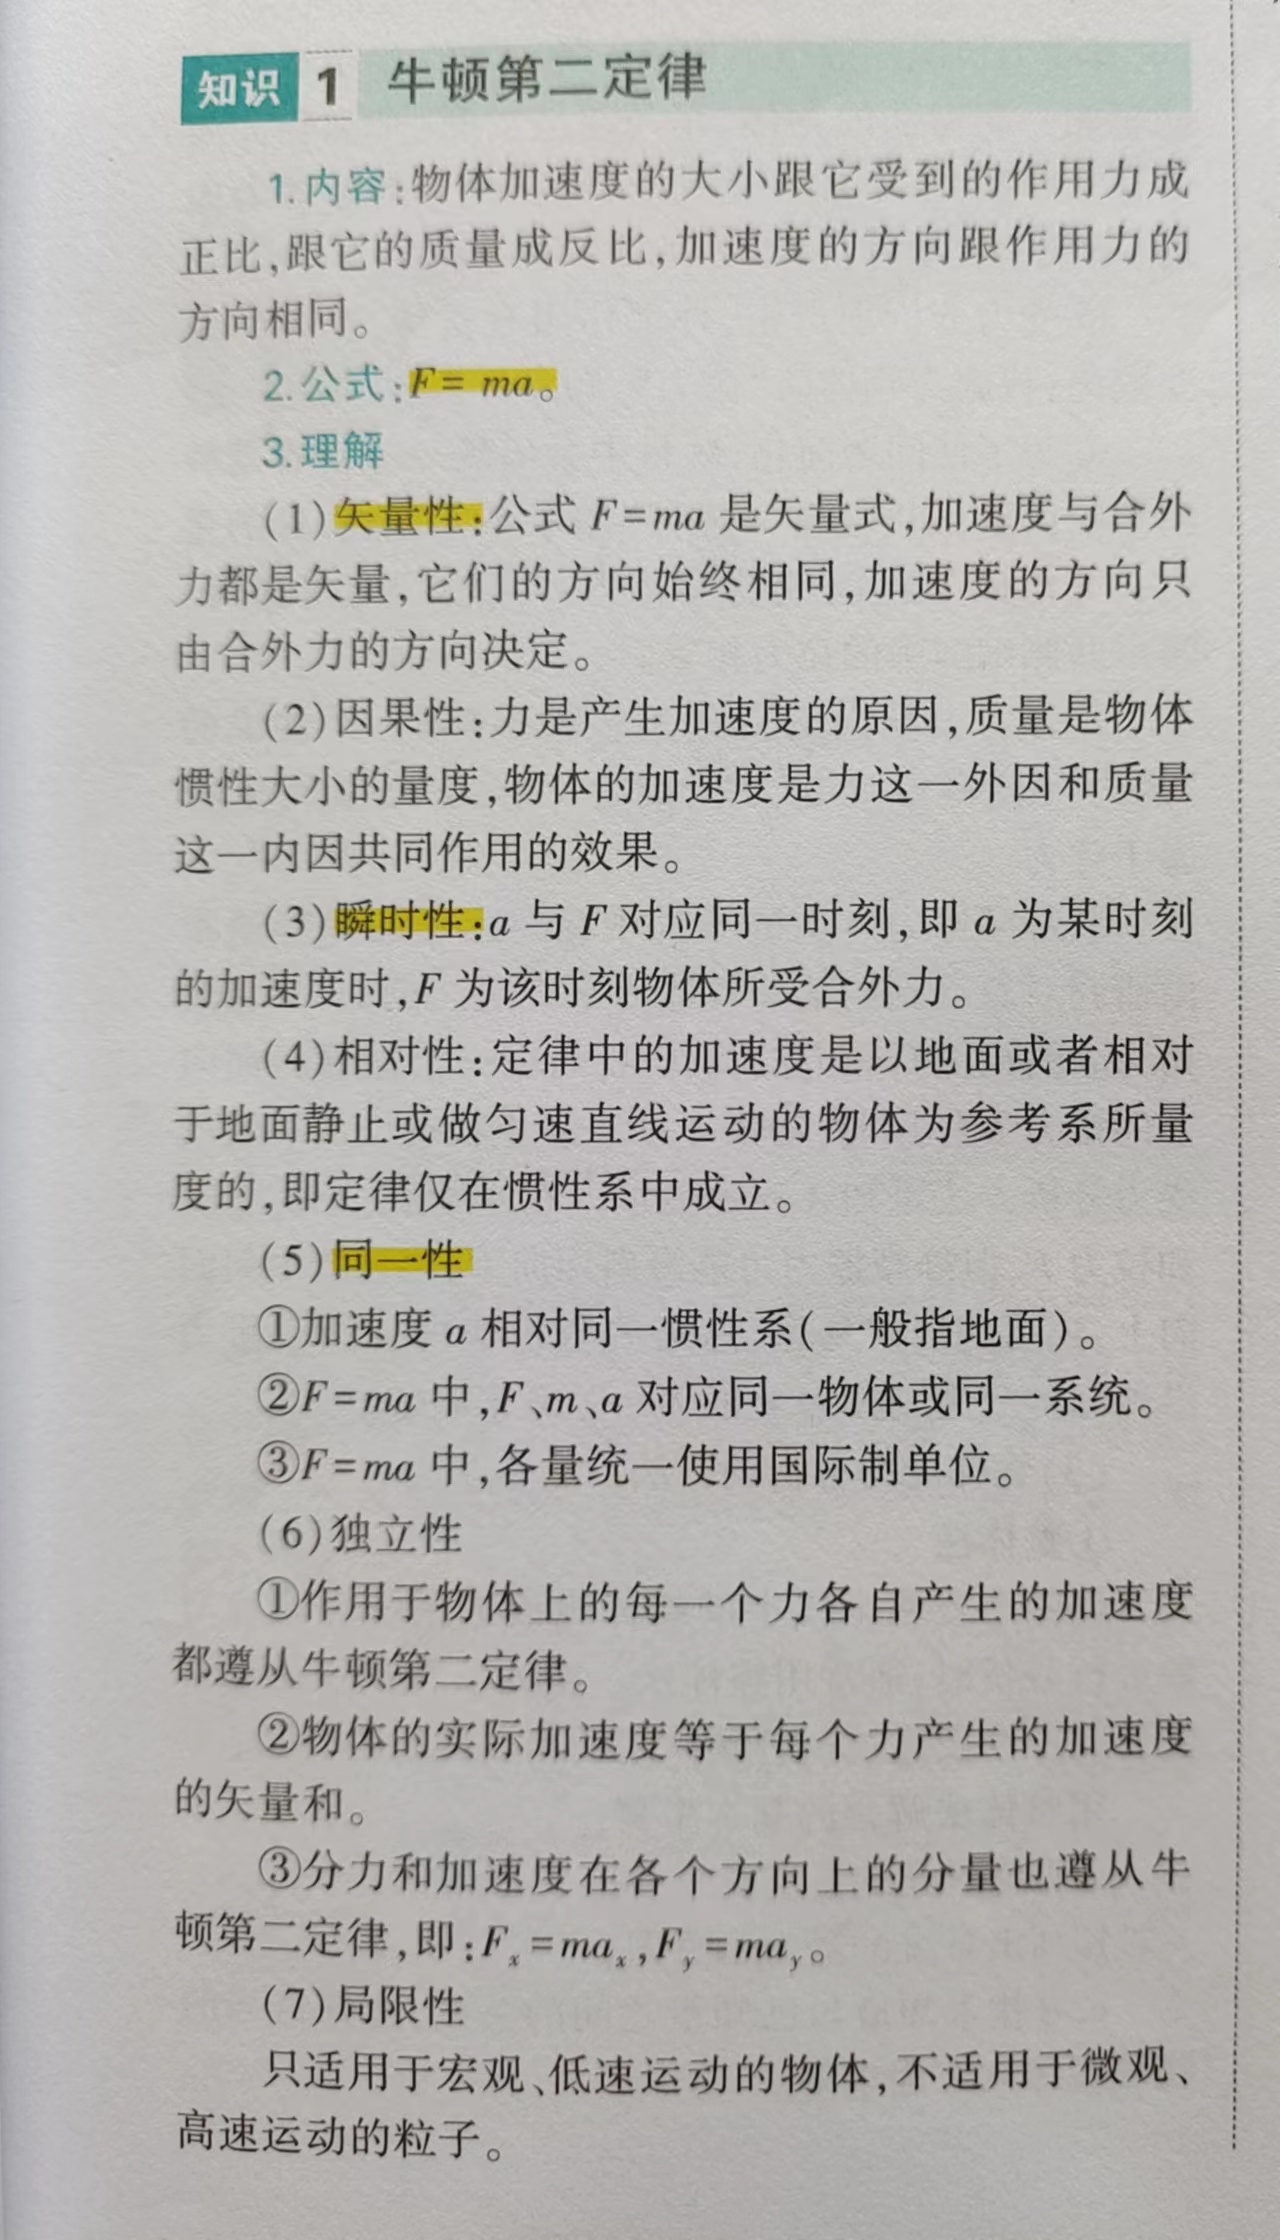 知识 1 牛顿第二定律
1.内容:物体加速度的大小跟它受到的作用力成
正比,跟它的质量成反比,加速度的方向跟作用力的
方向相同。
2.公式:F= ma。
3.理解
(1)矢量性:公式 F=ma 是矢量式,加速度与合外
力都是矢量,它们的方向始终相同,加速度的方向只
由合外力的方向决定。
(2)因果性:力是产生加速度的原因,质量是物体
惯性大小的量度,物体的加速度是力这一外因和质量
这一内因共同作用的效果。
(3)瞬时性:a 与 F 对应同一时刻,即 a 为某时刻
的加速度时,F 为该时刻物体所受合外力。
(4)相对性:定律中的加速度是以地面或者相对
于地面静止或做匀速直线运动的物体为参考系所量
度的,即定律仅在惯性系中成立。
(5)同一性
①加速度 a 相对同一惯性系(一般指地面)。
②F=ma 中,F、m、a 对应同一物体或同一系统。
③F=ma 中,各量统一使用国际制单位。
(6)独立性
①作用于物体上的每一个力各自产生的加速度
都遵从牛顿第二定律。
②物体的实际加速度等于每个力产生的加速度
的矢量和。
③分力和加速度在各个方向上的分量也遵从牛
顿第二定律,即:Fₓ=maₓ,F_y=ma_y。
(7)局限性
只适用于宏观、低速运动的物体,不适用于微观、
高速运动的粒子。